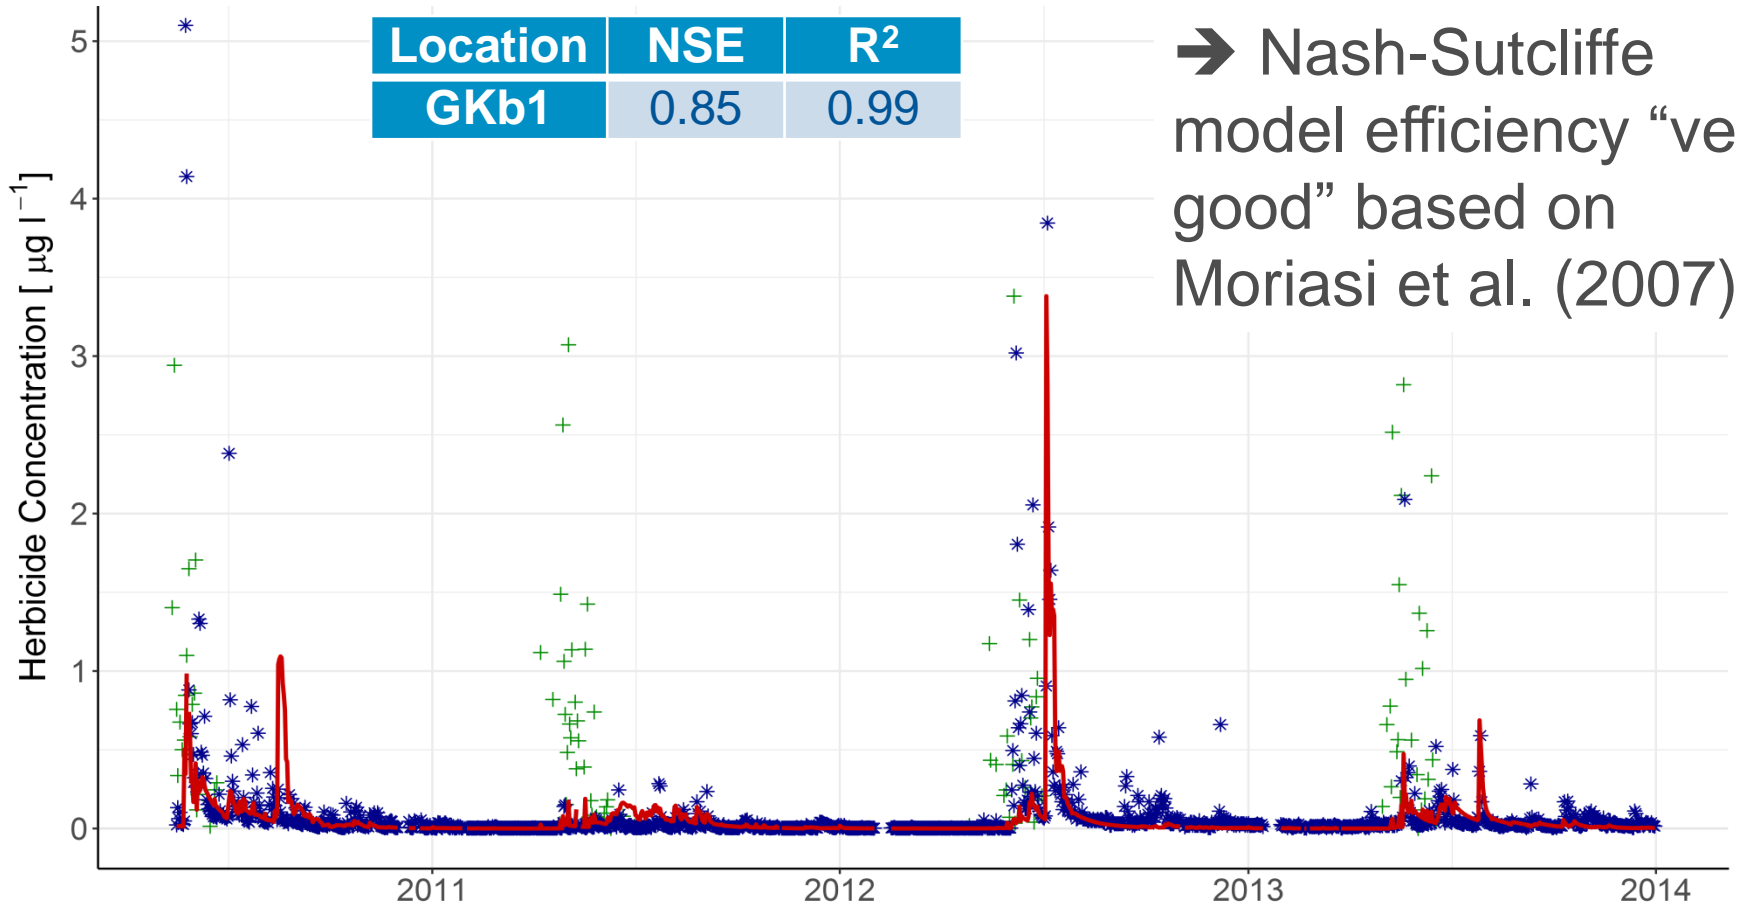 Location NSE R²
GKb1 0.85 0.99
➔ Nash-Sutcliffe
model efficiency “ve
good” based on
Moriasi et al. (2007)
Herbicide Concentration [ µg l⁻¹]
5
4
3
2
1
0
2011 2012 2013 2014